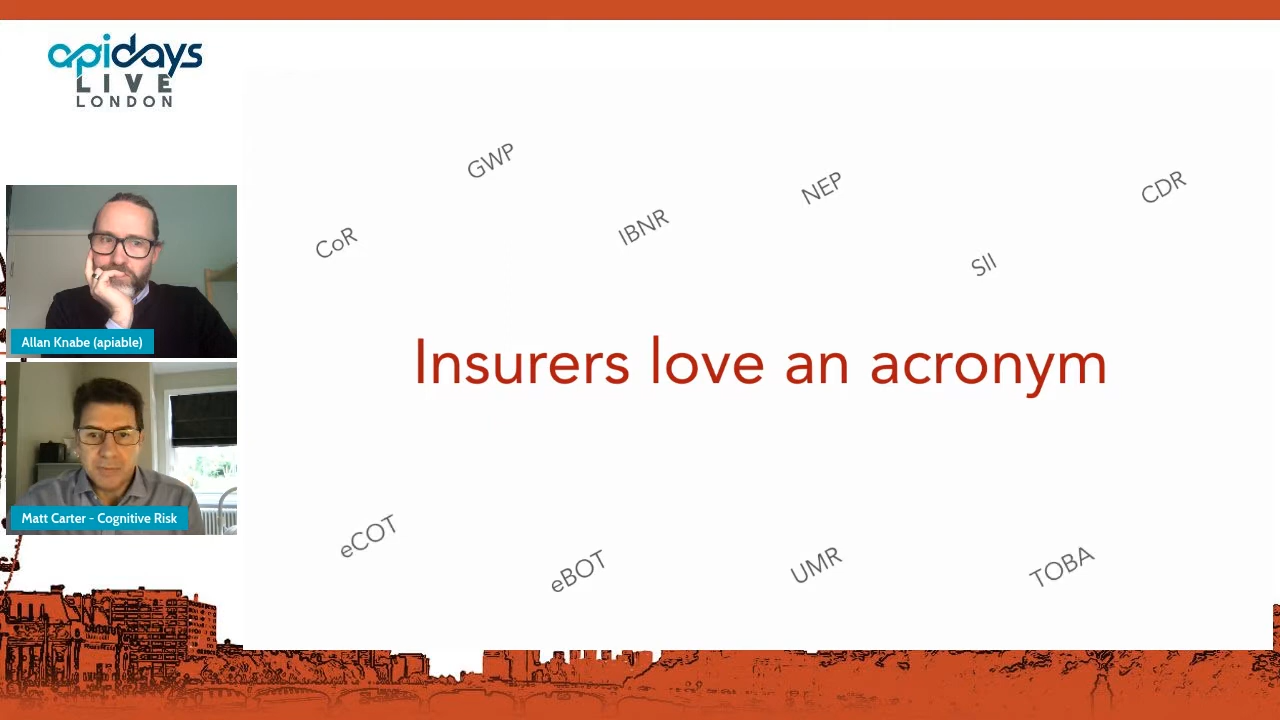 apidays
LIVE
LONDON
GWP
NEP
CDR
CoR
IBNR
SII
Insurers love an acronym
eCOT
eBOT
UMR
TOBA
Allan Knabe (apiable)
Matt Carter - Cognitive Risk